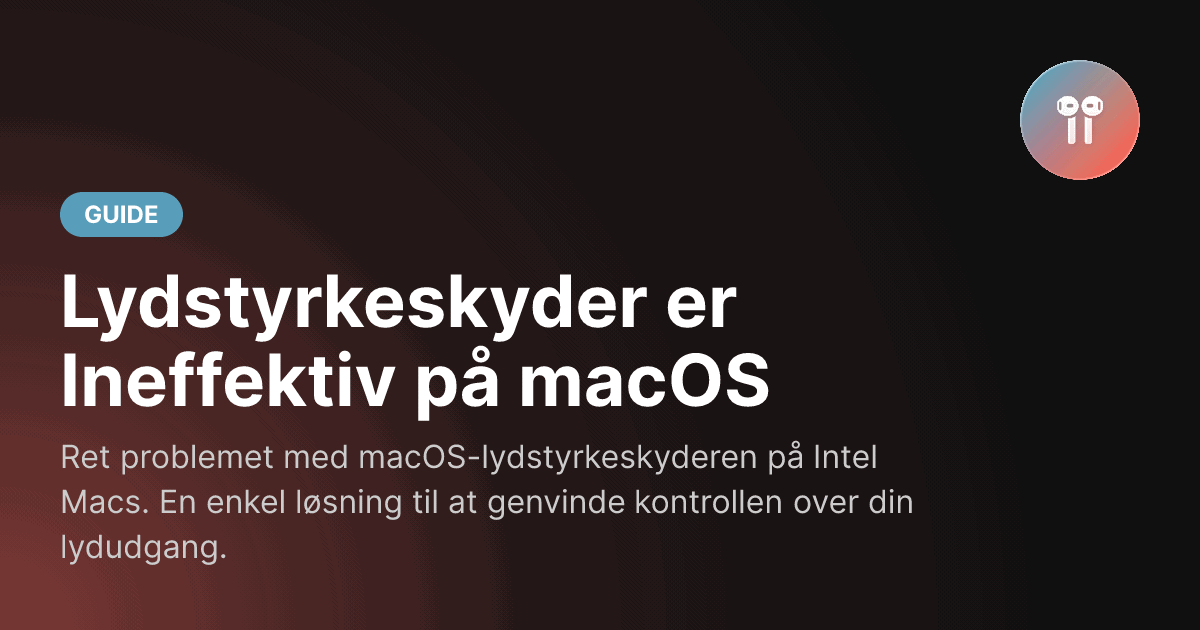 GUIDE
Lydstyrkeskyder er
Ineffektiv på macOS
Ret problemet med macOS-lydstyrkeskyderen på Intel
Macs. En enkel løsning til at genvinde kontrollen over din
lydudgang.